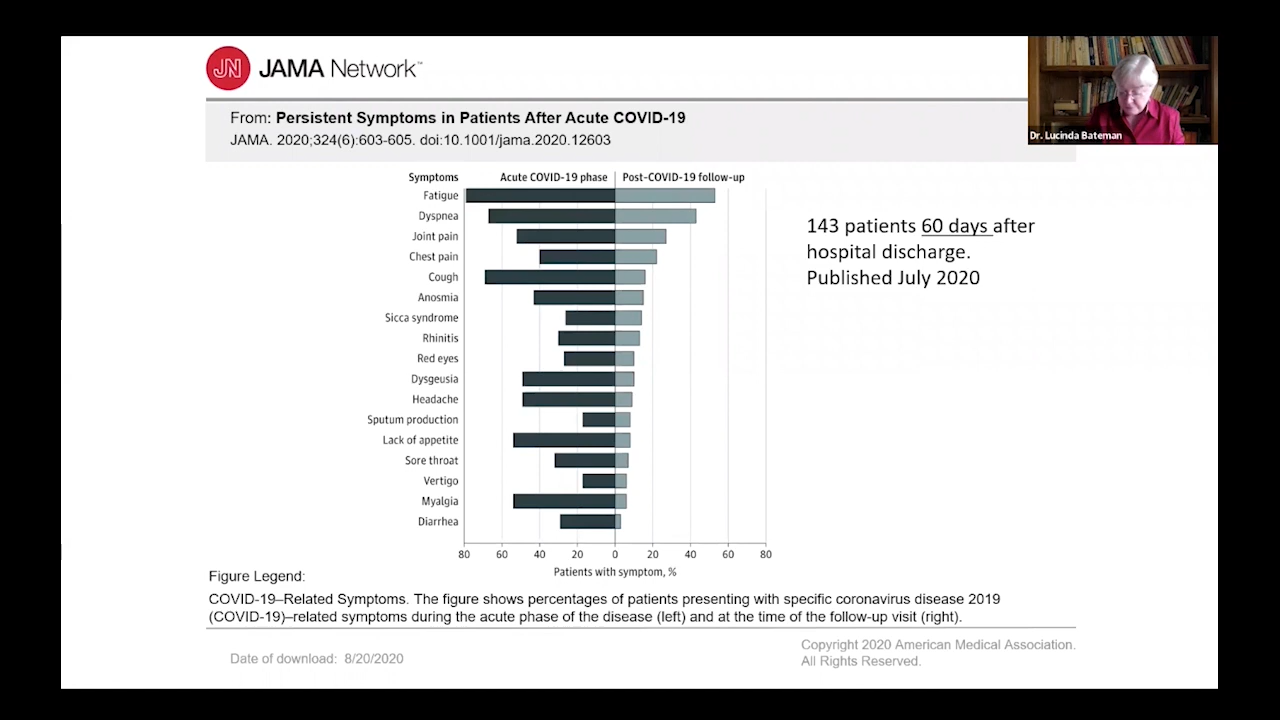 JN JAMA Network™
From: Persistent Symptoms in Patients After Acute COVID-19
JAMA. 2020;324(6):603-605. doi:10.1001/jama.2020.12603
Dr. Lucinda Bateman
Symptoms Acute COVID-19 phase Post-COVID-19 follow-up
Fatigue
Dyspnea
Joint pain
Chest pain
Cough
Anosmia
Sicca syndrome
Rhinitis
Red eyes
Dysgeusia
Headache
Sputum production
Lack of appetite
Sore throat
Vertigo
Myalgia
Diarrhea
80 60 40 20 0 20 40 60 80
Patients with symptom, %
143 patients 60 days after
hospital discharge.
Published July 2020
Figure Legend:
COVID-19–Related Symptoms. The figure shows percentages of patients presenting with specific coronavirus disease 2019
(COVID-19)–related symptoms during the acute phase of the disease (left) and at the time of the follow-up visit (right).
Date of download: 8/20/2020
Copyright 2020 American Medical Association.
All Rights Reserved.